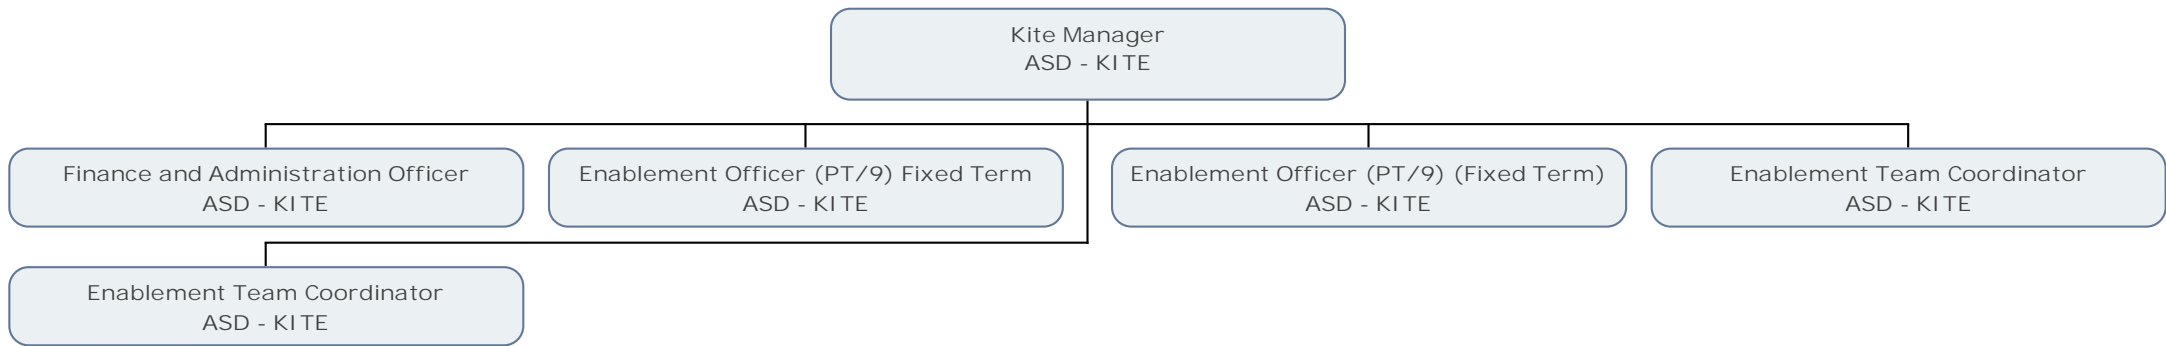 Kite Manager
ASD - KITE
Finance and Administration Officer
ASD - KITE
Enablement Officer (PT/9) Fixed Term
ASD - KITE
Enablement Officer (PT/9) (Fixed Term)
ASD - KITE
Enablement Team Coordinator
ASD - KITE
Enablement Team Coordinator
ASD - KITE